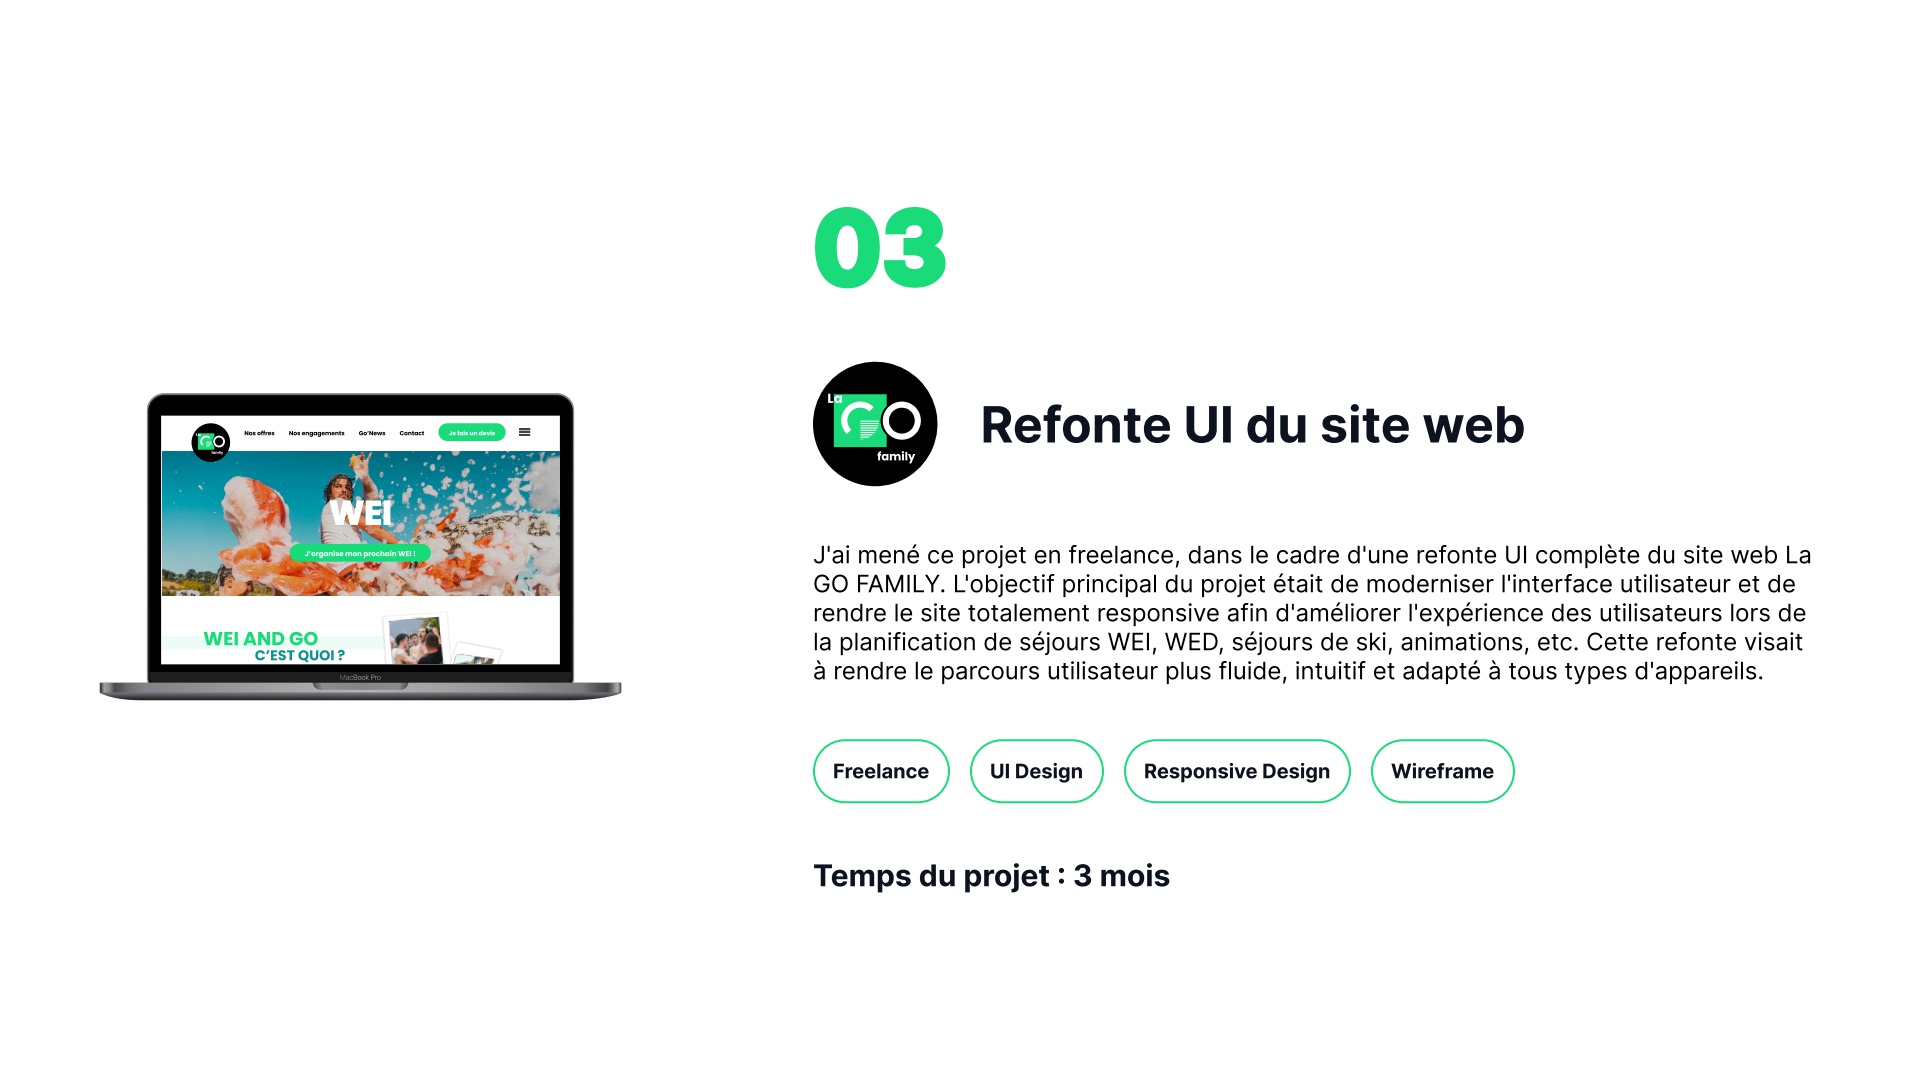 03
La
GO
family
Refonte UI du site web
J'ai mené ce projet en freelance, dans le cadre d'une refonte UI complète du site web La
GO FAMILY. L'objectif principal du projet était de moderniser l'interface utilisateur et de
rendre le site totalement responsive afin d'améliorer l'expérience des utilisateurs lors de
la planification de séjours WEI, WED, séjours de ski, animations, etc. Cette refonte visait
à rendre le parcours utilisateur plus fluide, intuitif et adapté à tous types d'appareils.
Freelance UI Design Responsive Design Wireframe
Temps du projet : 3 mois
La
GO
family
Nos offres Nos engagements Go'News Contact Je fais un devis
WEI
J'organise mon prochain WEI !
WEI AND GO
C'EST QUOI ?
MacBook Pro